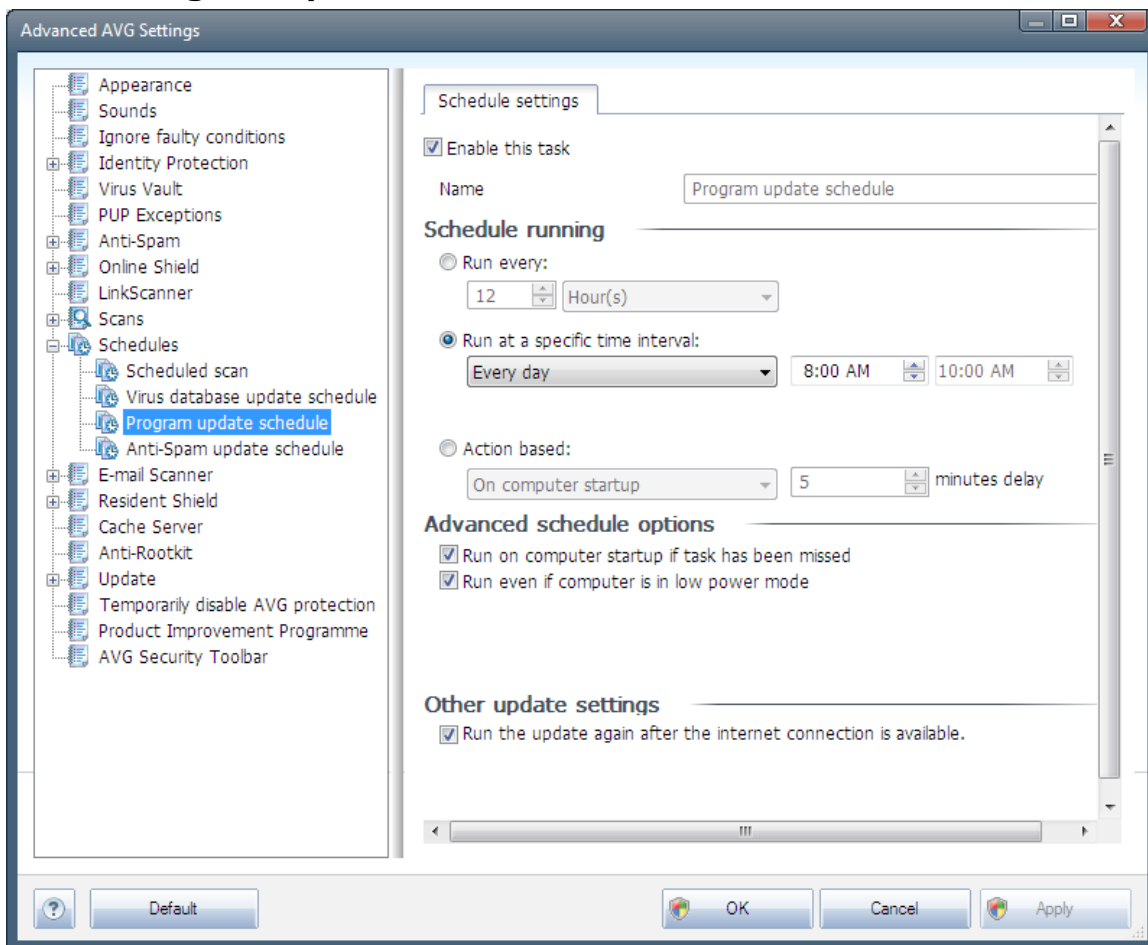 Advanced AVG Settings
Appearance
Sounds
Ignore faulty conditions
Identity Protection
Virus Vault
PUP Exceptions
Anti-Spam
Online Shield
LinkScanner
Scans
Schedules
Scheduled scan
Virus database update schedule
Program update schedule
Anti-Spam update schedule
E-mail Scanner
Resident Shield
Cache Server
Anti-Rootkit
Update
Temporarily disable AVG protection
Product Improvement Programme
AVG Security Toolbar
Schedule settings
Enable this task
Name Program update schedule
Schedule running
Run every:
12 Hour(s)
Run at a specific time interval:
Every day 8:00 AM 10:00 AM
Action based:
On computer startup 5 minutes delay
Advanced schedule options
Run on computer startup if task has been missed
Run even if computer is in low power mode
Other update settings
Run the update again after the internet connection is available.
? Default OK Cancel Apply